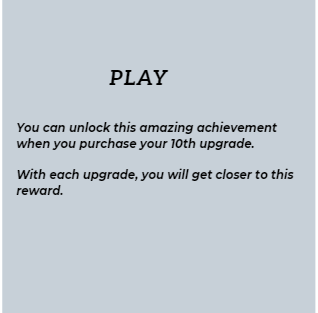 PLAY
You can unlock this amazing achievement
when you purchase your 10th upgrade.
With each upgrade, you will get closer to this
reward.